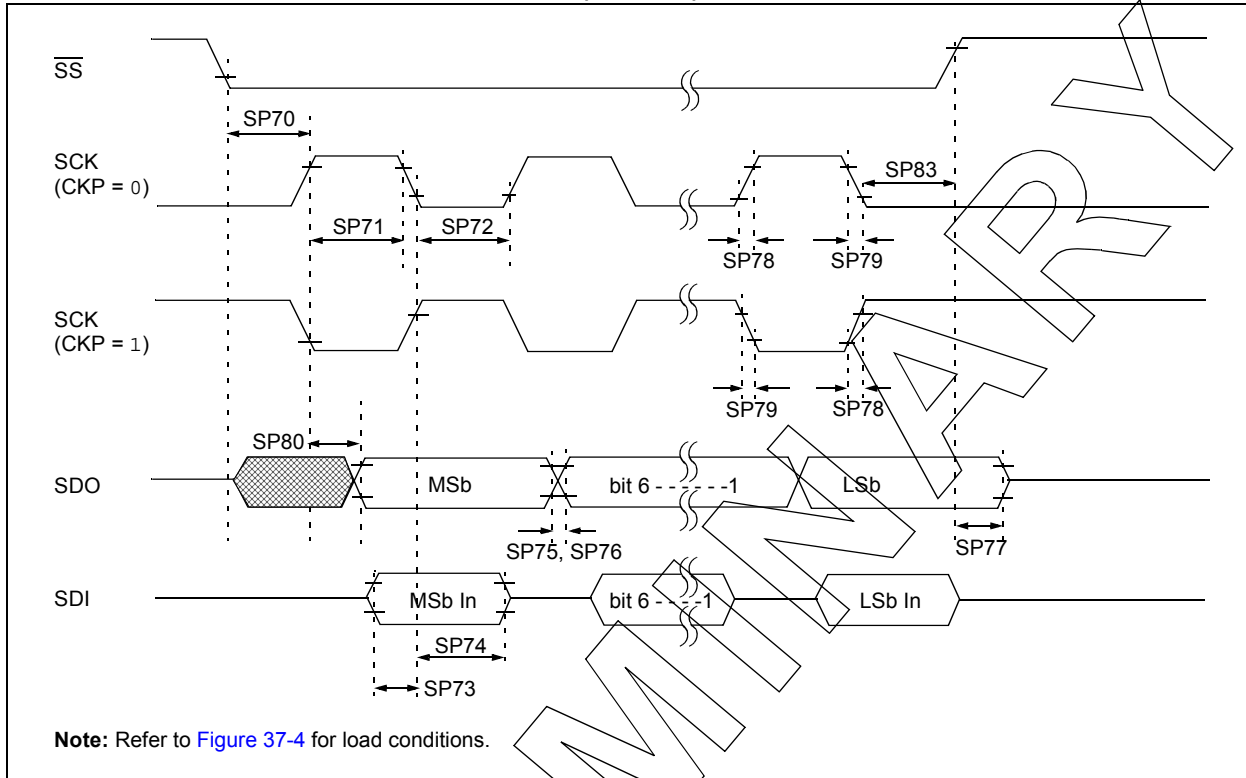 SS
SP70
SCK
(CKP = 0)
SP83
SP71
SP72
SP78
SP79
SCK
(CKP = 1)
SP79
SP78
SP80
SDO
MSb
bit 6 - - - - - -1
LSb
SP75, SP76
SP77
SDI
MSb In
bit 6 - - - -1
LSb In
SP74
SP73
Note: Refer to Figure 37-4 for load conditions.
MINARY